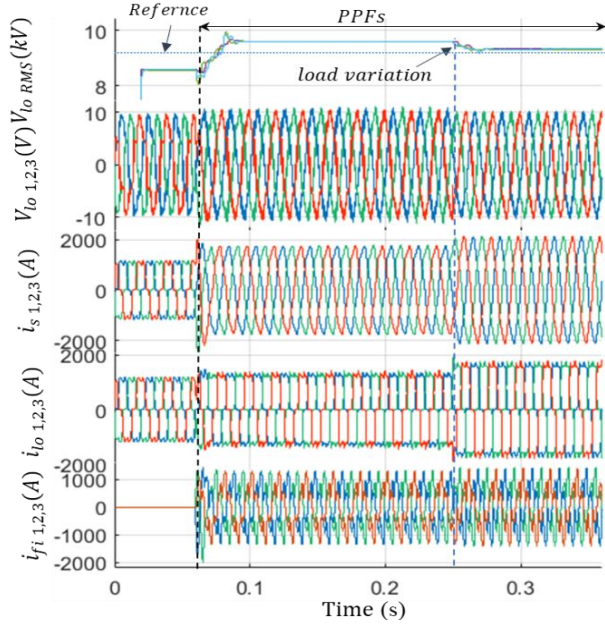 Refernce
PPFs
load variation
V_lo RMS(kV)
10
8
V_lo 1,2,3(V)
10
0
-10
i_s 1,2,3(A)
2000
0
-2000
i_lo 1,2,3(A)
2000
0
-2000
i_fi 1,2,3(A)
1000
0
-1000
-2000
0
0.1
0.2
0.3
Time (s)